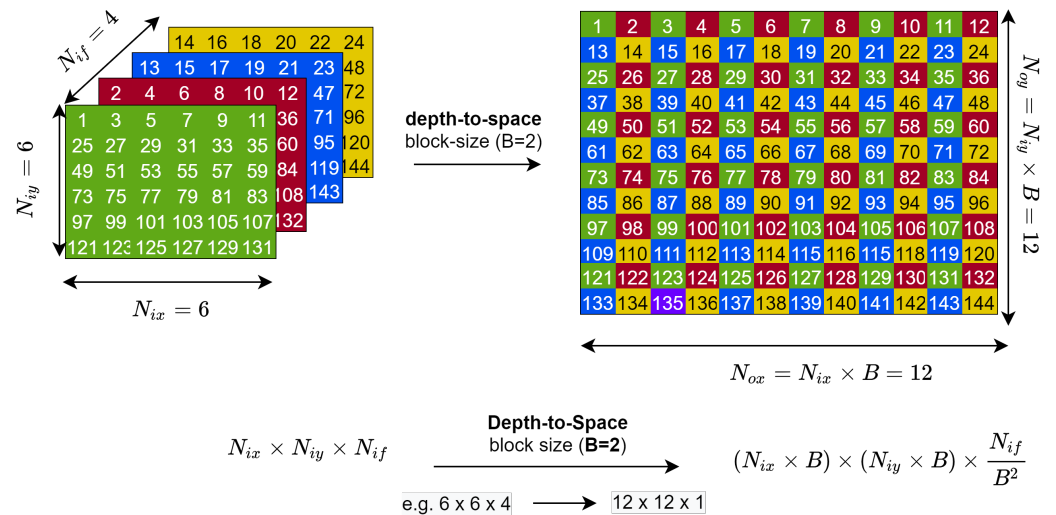 N_if = 4
14 16 18 20 22 24
13 15 17 19 21 23 48
2 4 6 8 10 12 47 72
1 3 5 7 9 11 36 71 96
25 27 29 31 33 35 60 95 120
49 51 53 55 57 59 84 119 144
73 75 77 79 81 83 108 143
97 99 101 103 105 107 132
121 123 125 127 129 131
N_iy = 6
N_ix = 6
depth-to-space
block-size (B=2)
1 2 3 4 5 6 7 8 9 10 11 12
13 14 15 16 17 18 19 20 21 22 23 24
25 26 27 28 29 30 31 32 33 34 35 36
37 38 39 40 41 42 43 44 45 46 47 48
49 50 51 52 53 54 55 56 57 58 59 60
61 62 63 64 65 66 67 68 69 70 71 72
73 74 75 76 77 78 79 80 81 82 83 84
85 86 87 88 89 90 91 92 93 94 95 96
97 98 99 100 101 102 103 104 105 106 107 108
109 110 111 112 113 114 115 116 115 118 119 120
121 122 123 124 125 126 127 128 129 130 131 132
133 134 135 136 137 138 139 140 141 142 143 144
N_oy = N_iy × B = 12
N_ox = N_ix × B = 12
Depth-to-Space
block size (B=2)
N_ix × N_iy × N_if
(N_ix × B) × (N_iy × B) × N_if / B²
e.g. 6 x 6 x 4
12 x 12 x 1